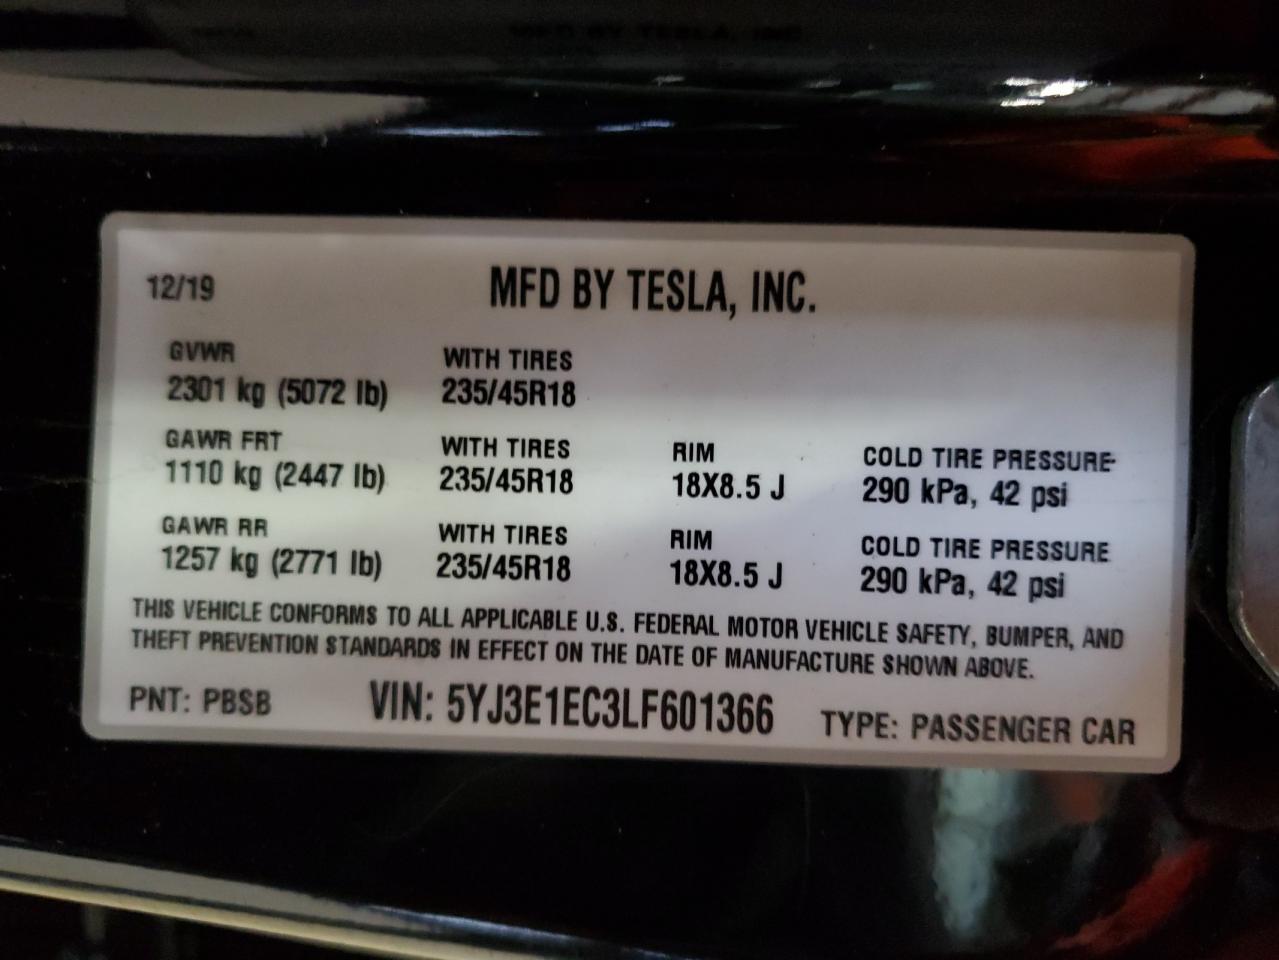 12/19 MFD BY TESLA, INC.
GVWR WITH TIRES
2301 kg (5072 lb) 235/45R18
GAWR FRT WITH TIRES RIM COLD TIRE PRESSURE
1110 kg (2447 lb) 235/45R18 18X8.5 J 290 kPa, 42 psi
GAWR RR WITH TIRES RIM COLD TIRE PRESSURE
1257 kg (2771 lb) 235/45R18 18X8.5 J 290 kPa, 42 psi
THIS VEHICLE CONFORMS TO ALL APPLICABLE U.S. FEDERAL MOTOR VEHICLE SAFETY, BUMPER, AND
THEFT PREVENTION STANDARDS IN EFFECT ON THE DATE OF MANUFACTURE SHOWN ABOVE.
PNT: PBSB VIN: 5YJ3E1EC3LF601366 TYPE: PASSENGER CAR